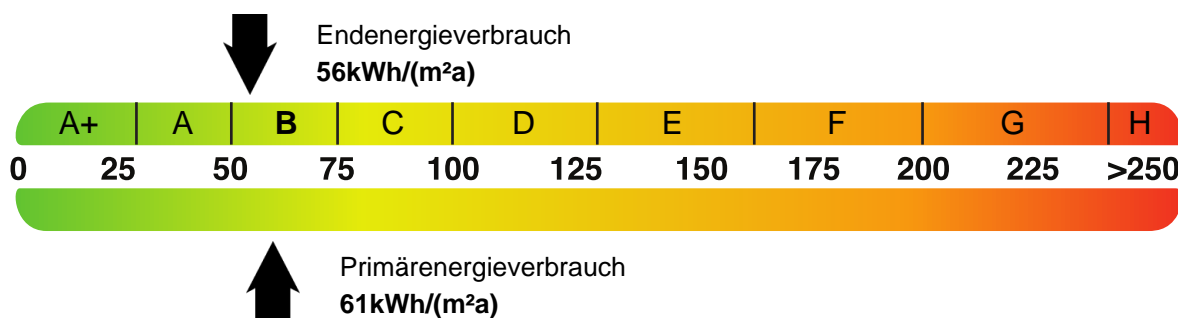 Endenergieverbrauch
56kWh/(m²a)
A+ A B C D E F G H
0 25 50 75 100 125 150 175 200 225 >250
Primärenergieverbrauch
61kWh/(m²a)